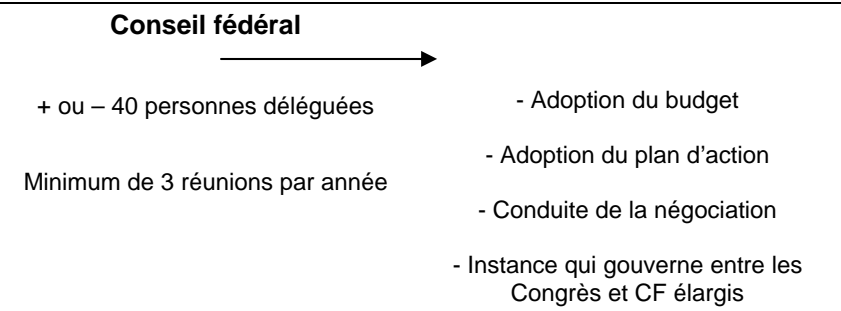 Conseil fédéral
+ ou – 40 personnes déléguées
Minimum de 3 réunions par année
- Adoption du budget
- Adoption du plan d'action
- Conduite de la négociation
- Instance qui gouverne entre les
Congrès et CF élargis